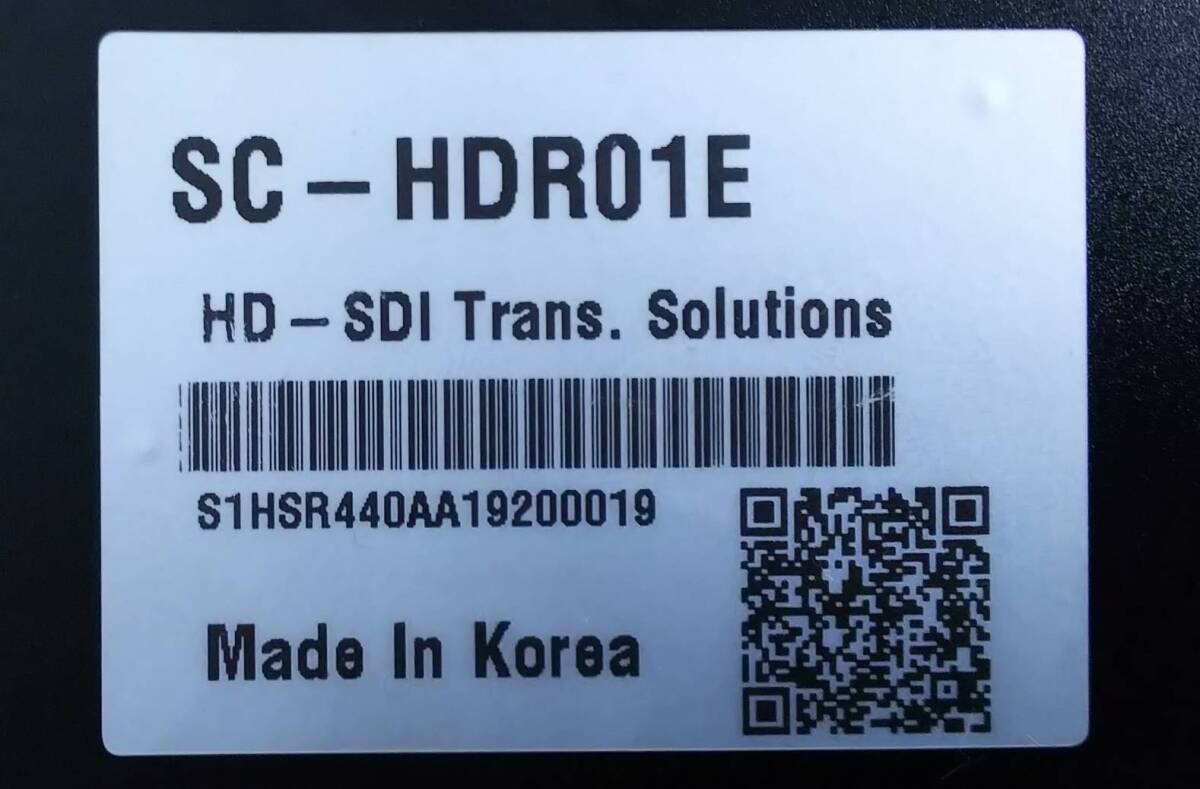 SC-HDR01E
HD-SDI Trans. Solutions
S1HSR440AA19200019
Made In Korea